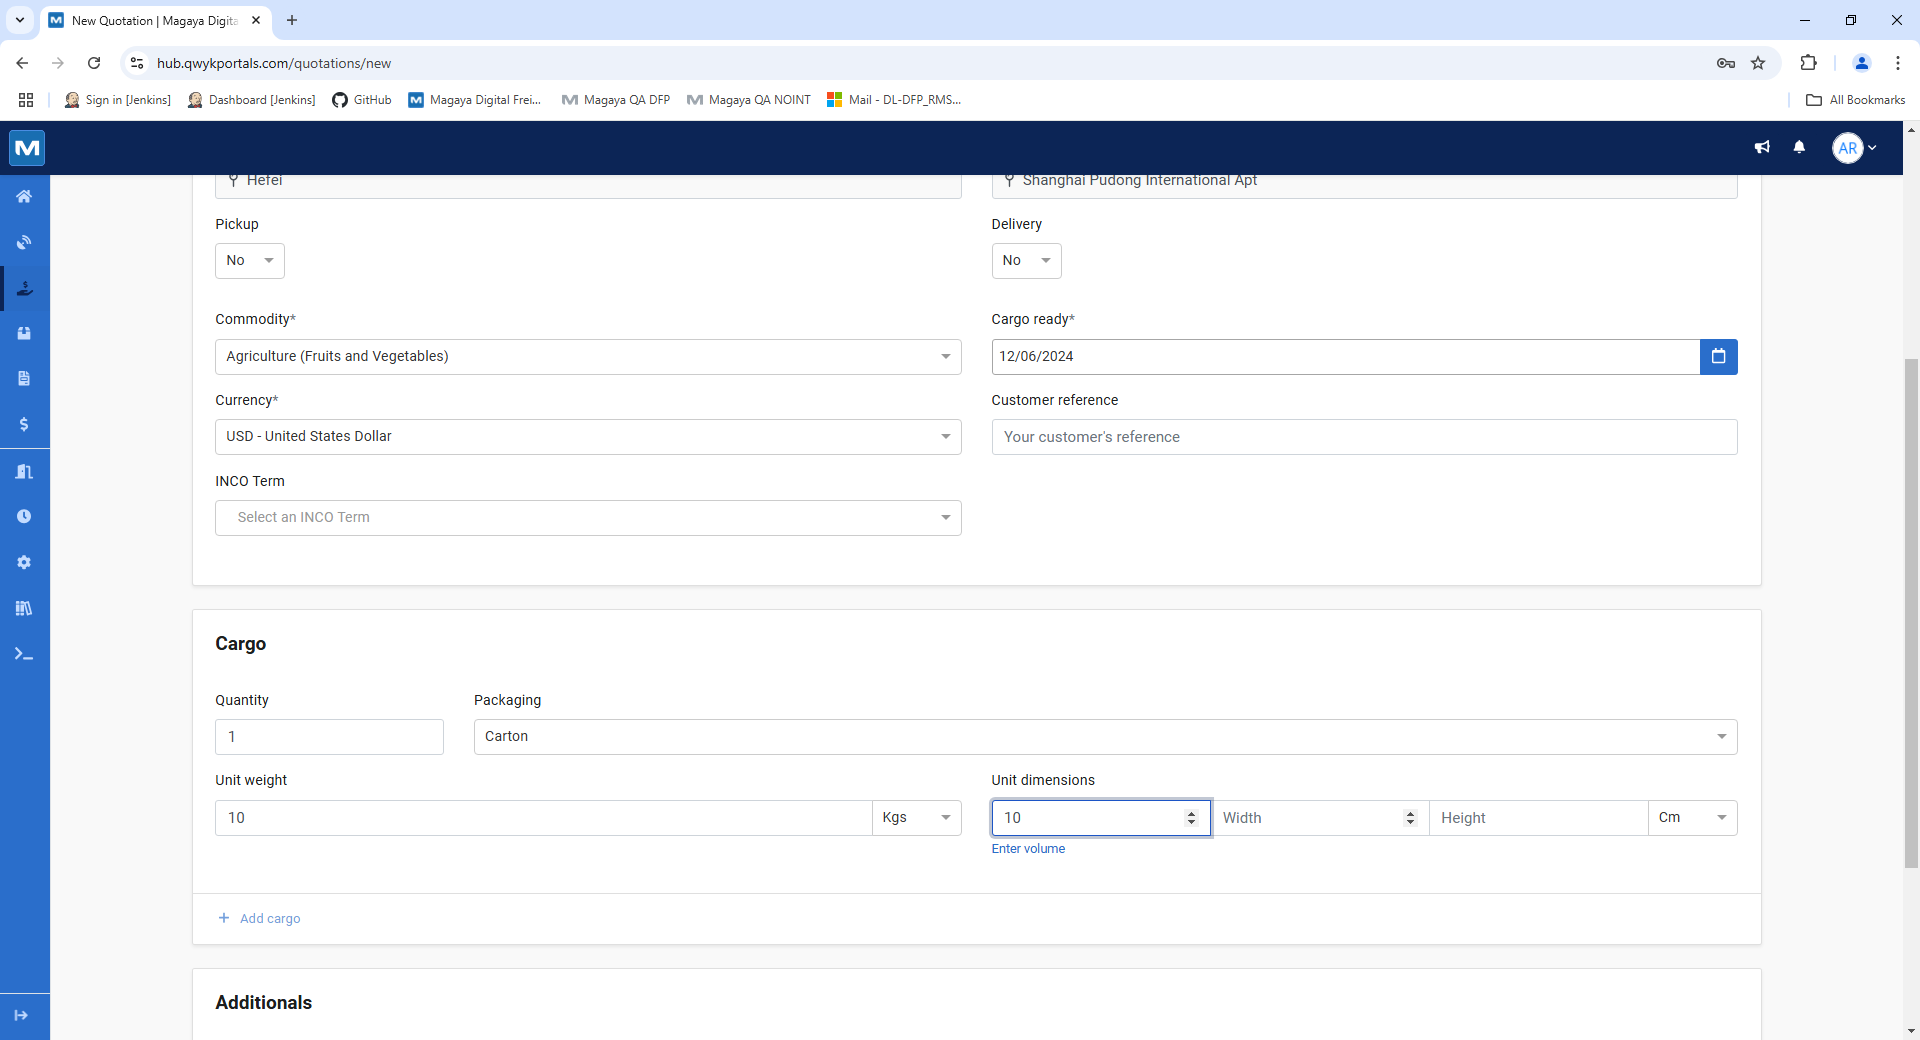 New Quotation | Magaya Digita
hub.qwykportals.com/quotations/new
Sign in [Jenkins]
Dashboard [Jenkins]
GitHub
Magaya Digital Frei...
Magaya QA DFP
Magaya QA NOINT
Mail - DL-DFP_RMS...
All Bookmarks
AR
Hefei
Shanghai Pudong International Apt
Pickup
Delivery
No
No
Commodity*
Cargo ready*
Agriculture (Fruits and Vegetables)
12/06/2024
Currency*
Customer reference
USD - United States Dollar
Your customer's reference
INCO Term
Select an INCO Term
Cargo
Quantity
Packaging
1
Carton
Unit weight
Unit dimensions
10
Kgs
10
Width
Height
Cm
Enter volume
+ Add cargo
Additionals